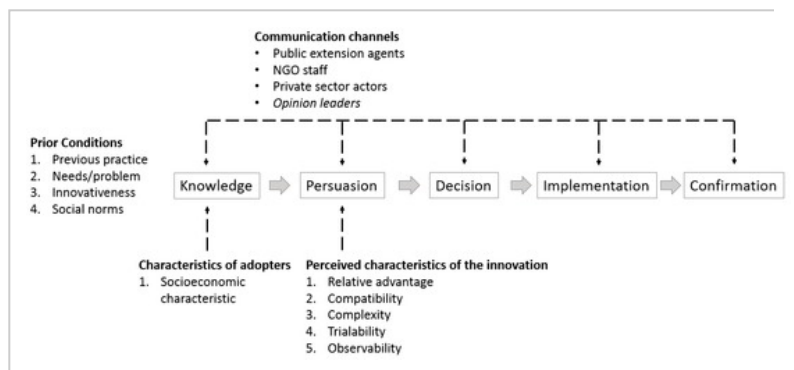 Communication channels
• Public extension agents
• NGO staff
• Private sector actors
• Opinion leaders
Prior Conditions
1. Previous practice
2. Needs/problem
3. Innovativeness
4. Social norms
Knowledge
Persuasion
Decision
Implementation
Confirmation
Characteristics of adopters
1. Socioeconomic
characteristic
Perceived characteristics of the innovation
1. Relative advantage
2. Compatibility
3. Complexity
4. Trialability
5. Observability